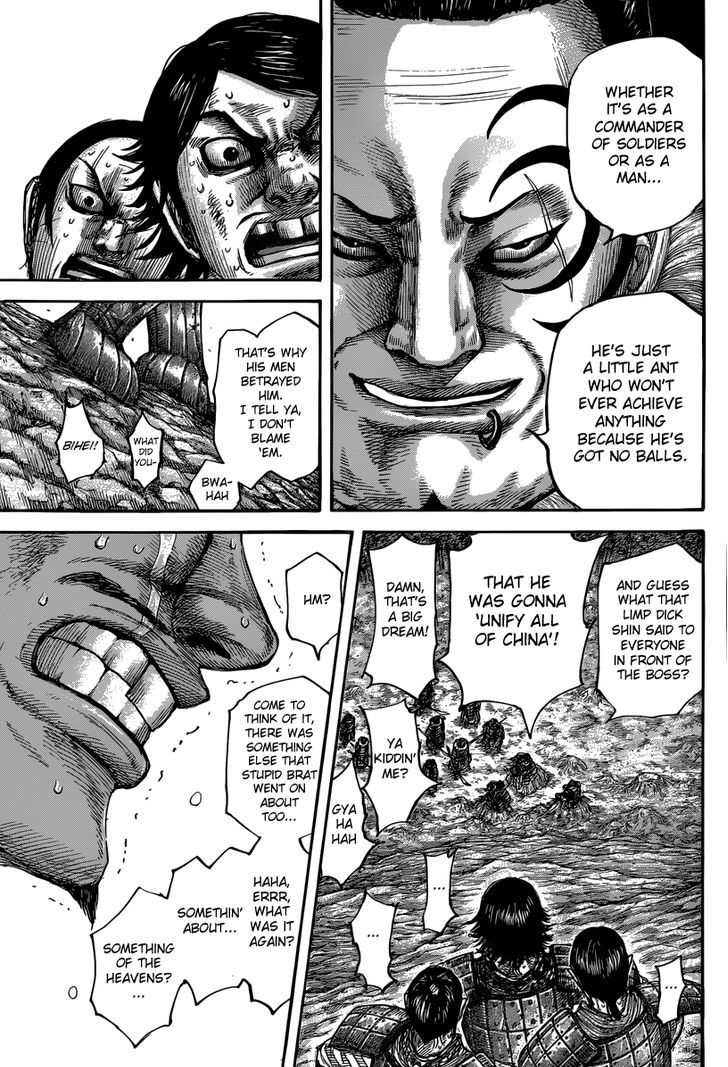 WHETHER
IT'S AS A
COMMANDER
OF SOLDIERS
OR AS A
MAN...
HE'S JUST
A LITTLE ANT
WHO WON'T
EVER ACHIEVE
ANYTHING
BECAUSE HE'S
GOT NO BALLS.
THAT'S WHY
HIS MEN
BETRAYED
HIM.
I TELL YA,
I DON'T
BLAME
'EM.
BWA-
HAH
WHAT
DID
YOU-
BIHEI!!
AND GUESS
WHAT THAT
LIMP DICK
SHIN SAID TO
EVERYONE
IN FRONT OF
THE BOSS?
THAT HE
WAS GONNA
'UNIFY ALL
OF CHINA'!
DAMN,
THAT'S
A BIG
DREAM!
YA
KIDDIN'
ME?
GYA
HA
HAH
...
...
...
HM?
COME TO
THINK OF IT,
THERE WAS
SOMETHING
ELSE THAT
STUPID BRAT
WENT ON
ABOUT
TOO...
HAHA,
ERRR,
WHAT
WAS IT
AGAIN?
SOMETHIN'
ABOUT...
SOMETHING
OF THE
HEAVENS?
...